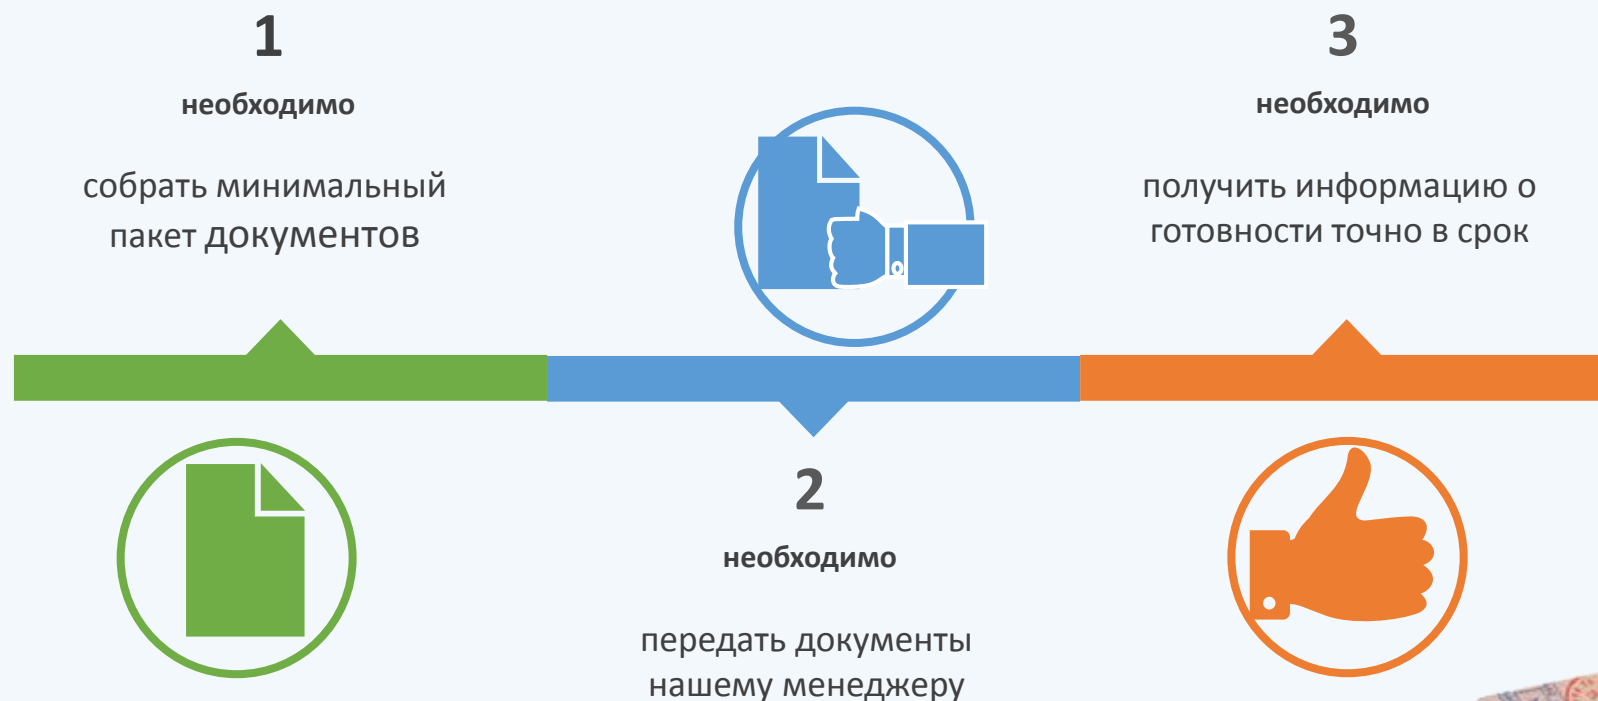 1
необходимо
собрать минимальный
пакет документов
2
необходимо
передать документы
нашему менеджеру
3
необходимо
получить информацию о
готовности точно в срок